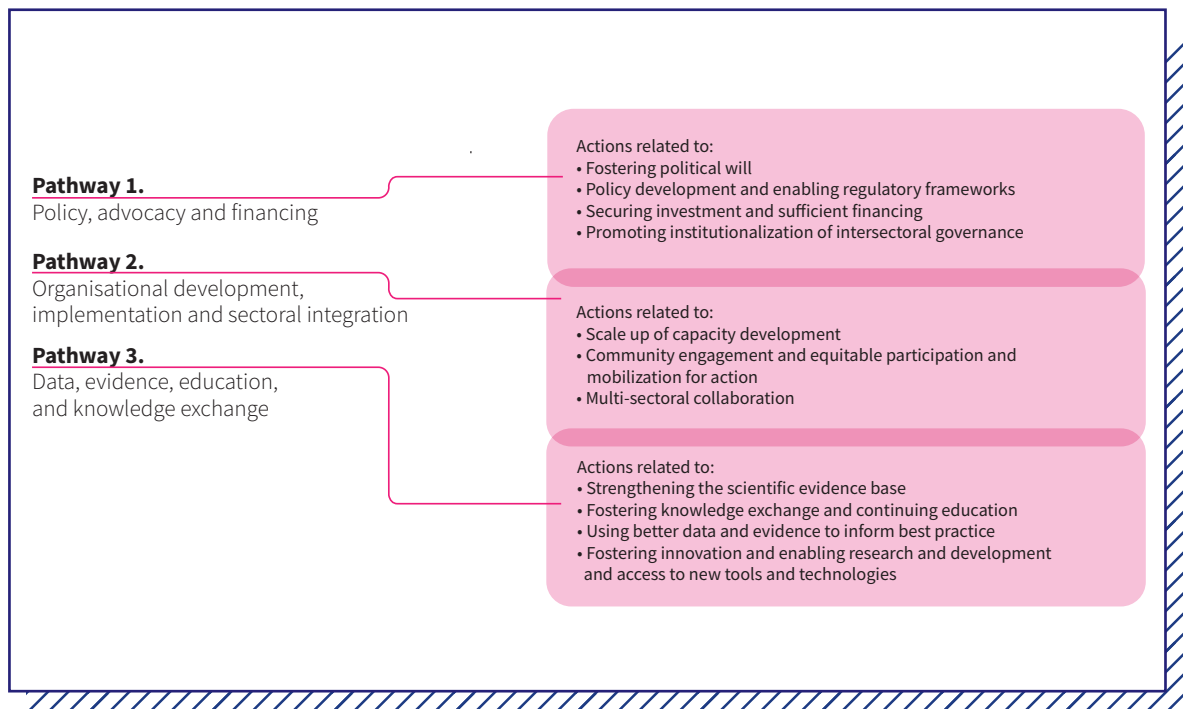 Pathway 1.
Policy, advocacy and financing
Pathway 2.
Organisational development,
implementation and sectoral integration
Pathway 3.
Data, evidence, education,
and knowledge exchange
Actions related to:
• Fostering political will
• Policy development and enabling regulatory frameworks
• Securing investment and sufficient financing
• Promoting institutionalization of intersectoral governance
Actions related to:
• Scale up of capacity development
• Community engagement and equitable participation and
mobilization for action
• Multi-sectoral collaboration
Actions related to:
• Strengthening the scientific evidence base
• Fostering knowledge exchange and continuing education
• Using better data and evidence to inform best practice
• Fostering innovation and enabling research and development
and access to new tools and technologies